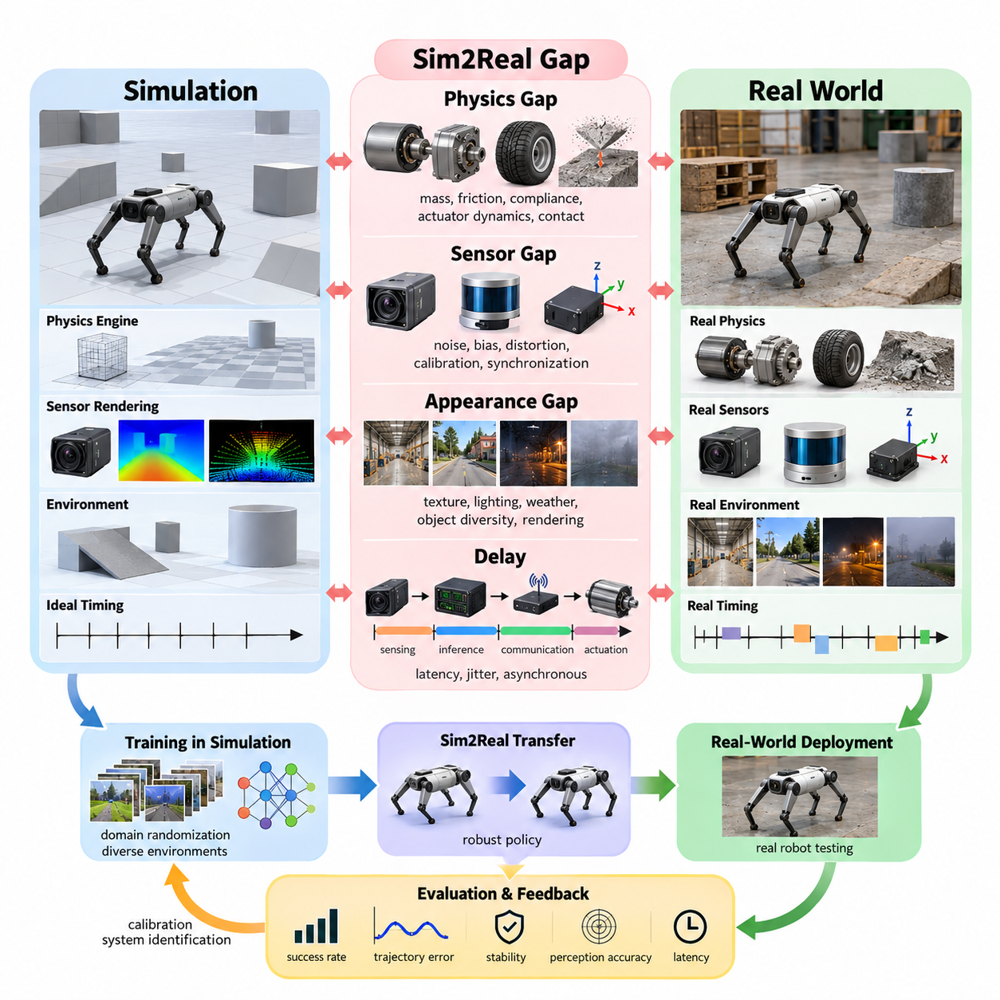 Sim2Real Gap
Simulation
Physics Engine
Sensor Rendering
Environment
Ideal Timing
Physics Gap
mass, friction, compliance,
actuator dynamics, contact
Sensor Gap
z
y
x
noise, bias, distortion,
calibration, synchronization
Appearance Gap
texture, lighting, weather,
object diversity, rendering
Delay
sensing
inference
communication
actuation
latency, jitter, asynchronous
Real World
Real Physics
Real Sensors
z
y
x
Real Environment
Real Timing
Training in Simulation
domain randomization
diverse environments
Sim2Real Transfer
robust policy
Real-World Deployment
real robot testing
calibration
system identification
Evaluation & Feedback
success rate
trajectory error
stability
perception accuracy
latency